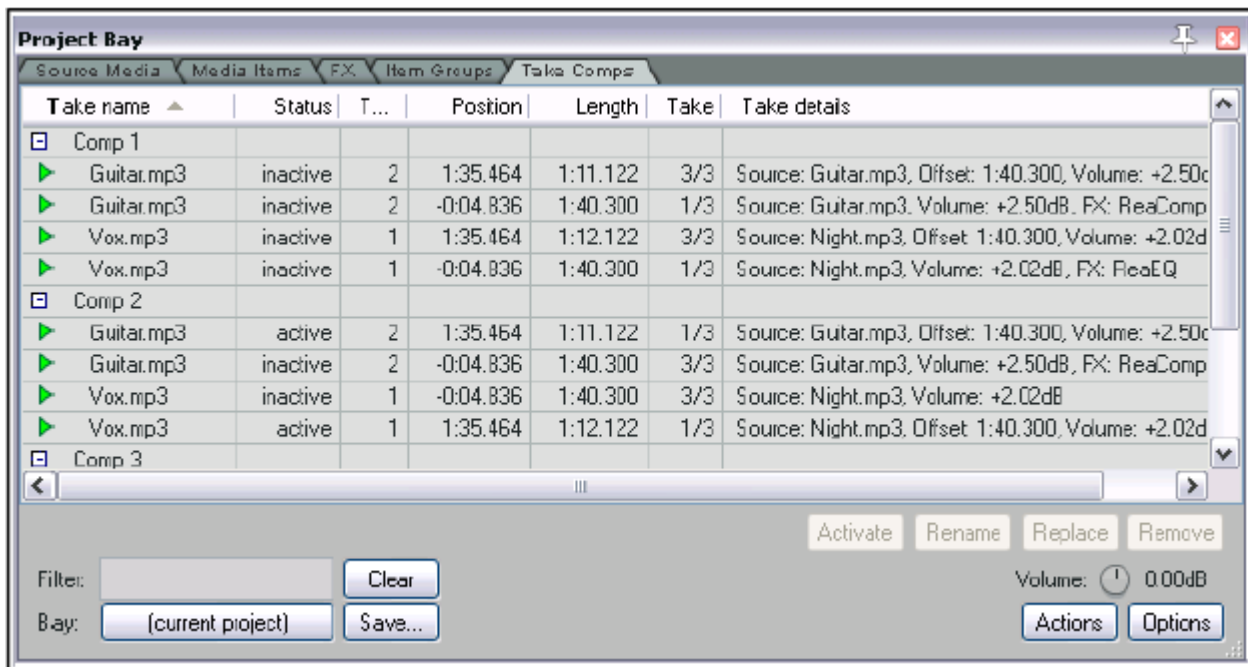 Project Bay
Source Media Media Items FX Item Groups Take Comps
Take name Status T... Position Length Take Take details
Comp 1
Guitar.mp3 inactive 2 1:35.464 1:11.122 3/3 Source: Guitar.mp3, Offset: 1:40.300, Volume: +2.50d
Guitar.mp3 inactive 2 -0:04.836 1:40.300 1/3 Source: Guitar.mp3, Volume: +2.50dB, FX: ReaComp
Vox.mp3 inactive 1 1:35.464 1:12.122 3/3 Source: Night.mp3, Offset: 1:40.300, Volume: +2.02d
Vox.mp3 inactive 1 -0:04.836 1:40.300 1/3 Source: Night.mp3, Volume: +2.02dB, FX: ReaEQ
Comp 2
Guitar.mp3 active 2 1:35.464 1:11.122 1/3 Source: Guitar.mp3, Offset: 1:40.300, Volume: +2.50d
Guitar.mp3 inactive 2 -0:04.836 1:40.300 3/3 Source: Guitar.mp3, Volume: +2.50dB, FX: ReaComp
Vox.mp3 inactive 1 -0:04.836 1:40.300 3/3 Source: Night.mp3, Volume: +2.02dB
Vox.mp3 active 1 1:35.464 1:12.122 1/3 Source: Night.mp3, Offset: 1:40.300, Volume: +2.02d
Comp 3
Activate Rename Replace Remove
Filter: Clear Volume: 0.00dB
Bay: (current project) Save... Actions Options